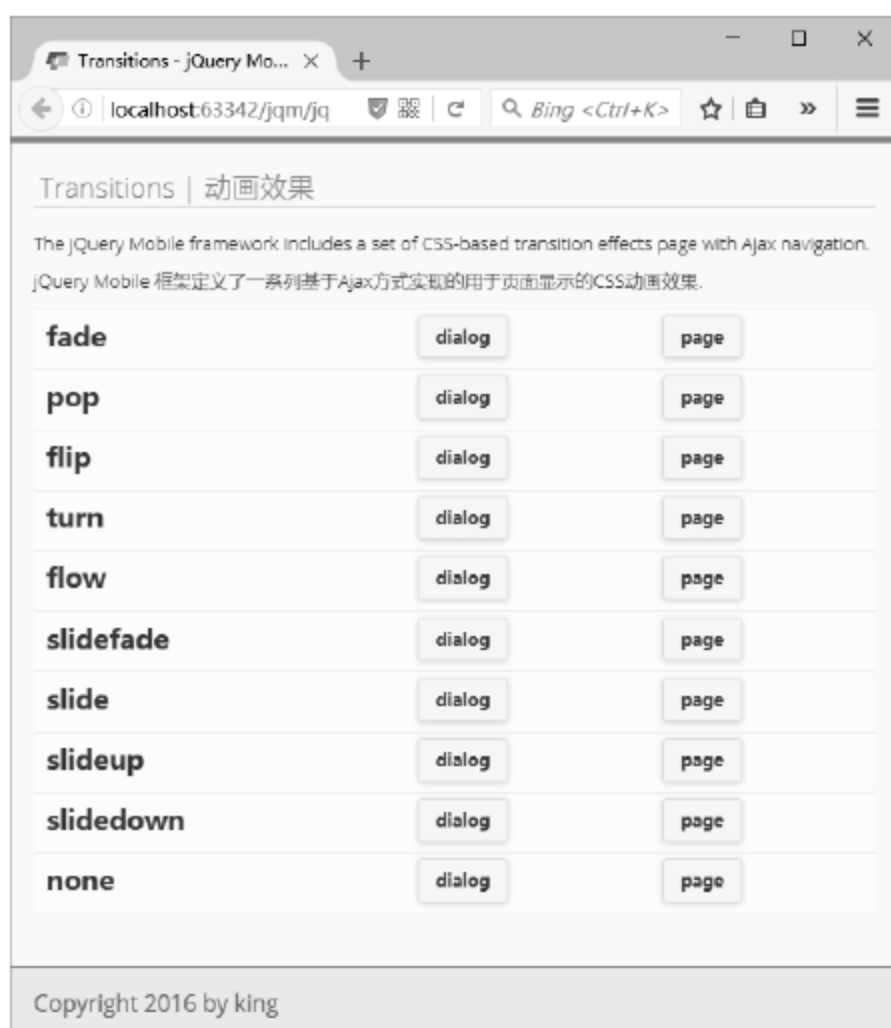 Transitions - jQuery Mo...
localhost:63342/jqm/jq
Bing <Ctrl+K>
Transitions | 动画效果
The jQuery Mobile framework includes a set of CSS-based transition effects page with Ajax navigation.
jQuery Mobile 框架定义了一系列基于Ajax方式实现的用于页面显示的CSS动画效果.
fade dialog page
pop dialog page
flip dialog page
turn dialog page
flow dialog page
slidefade dialog page
slide dialog page
slideup dialog page
slidedown dialog page
none dialog page
Copyright 2016 by king